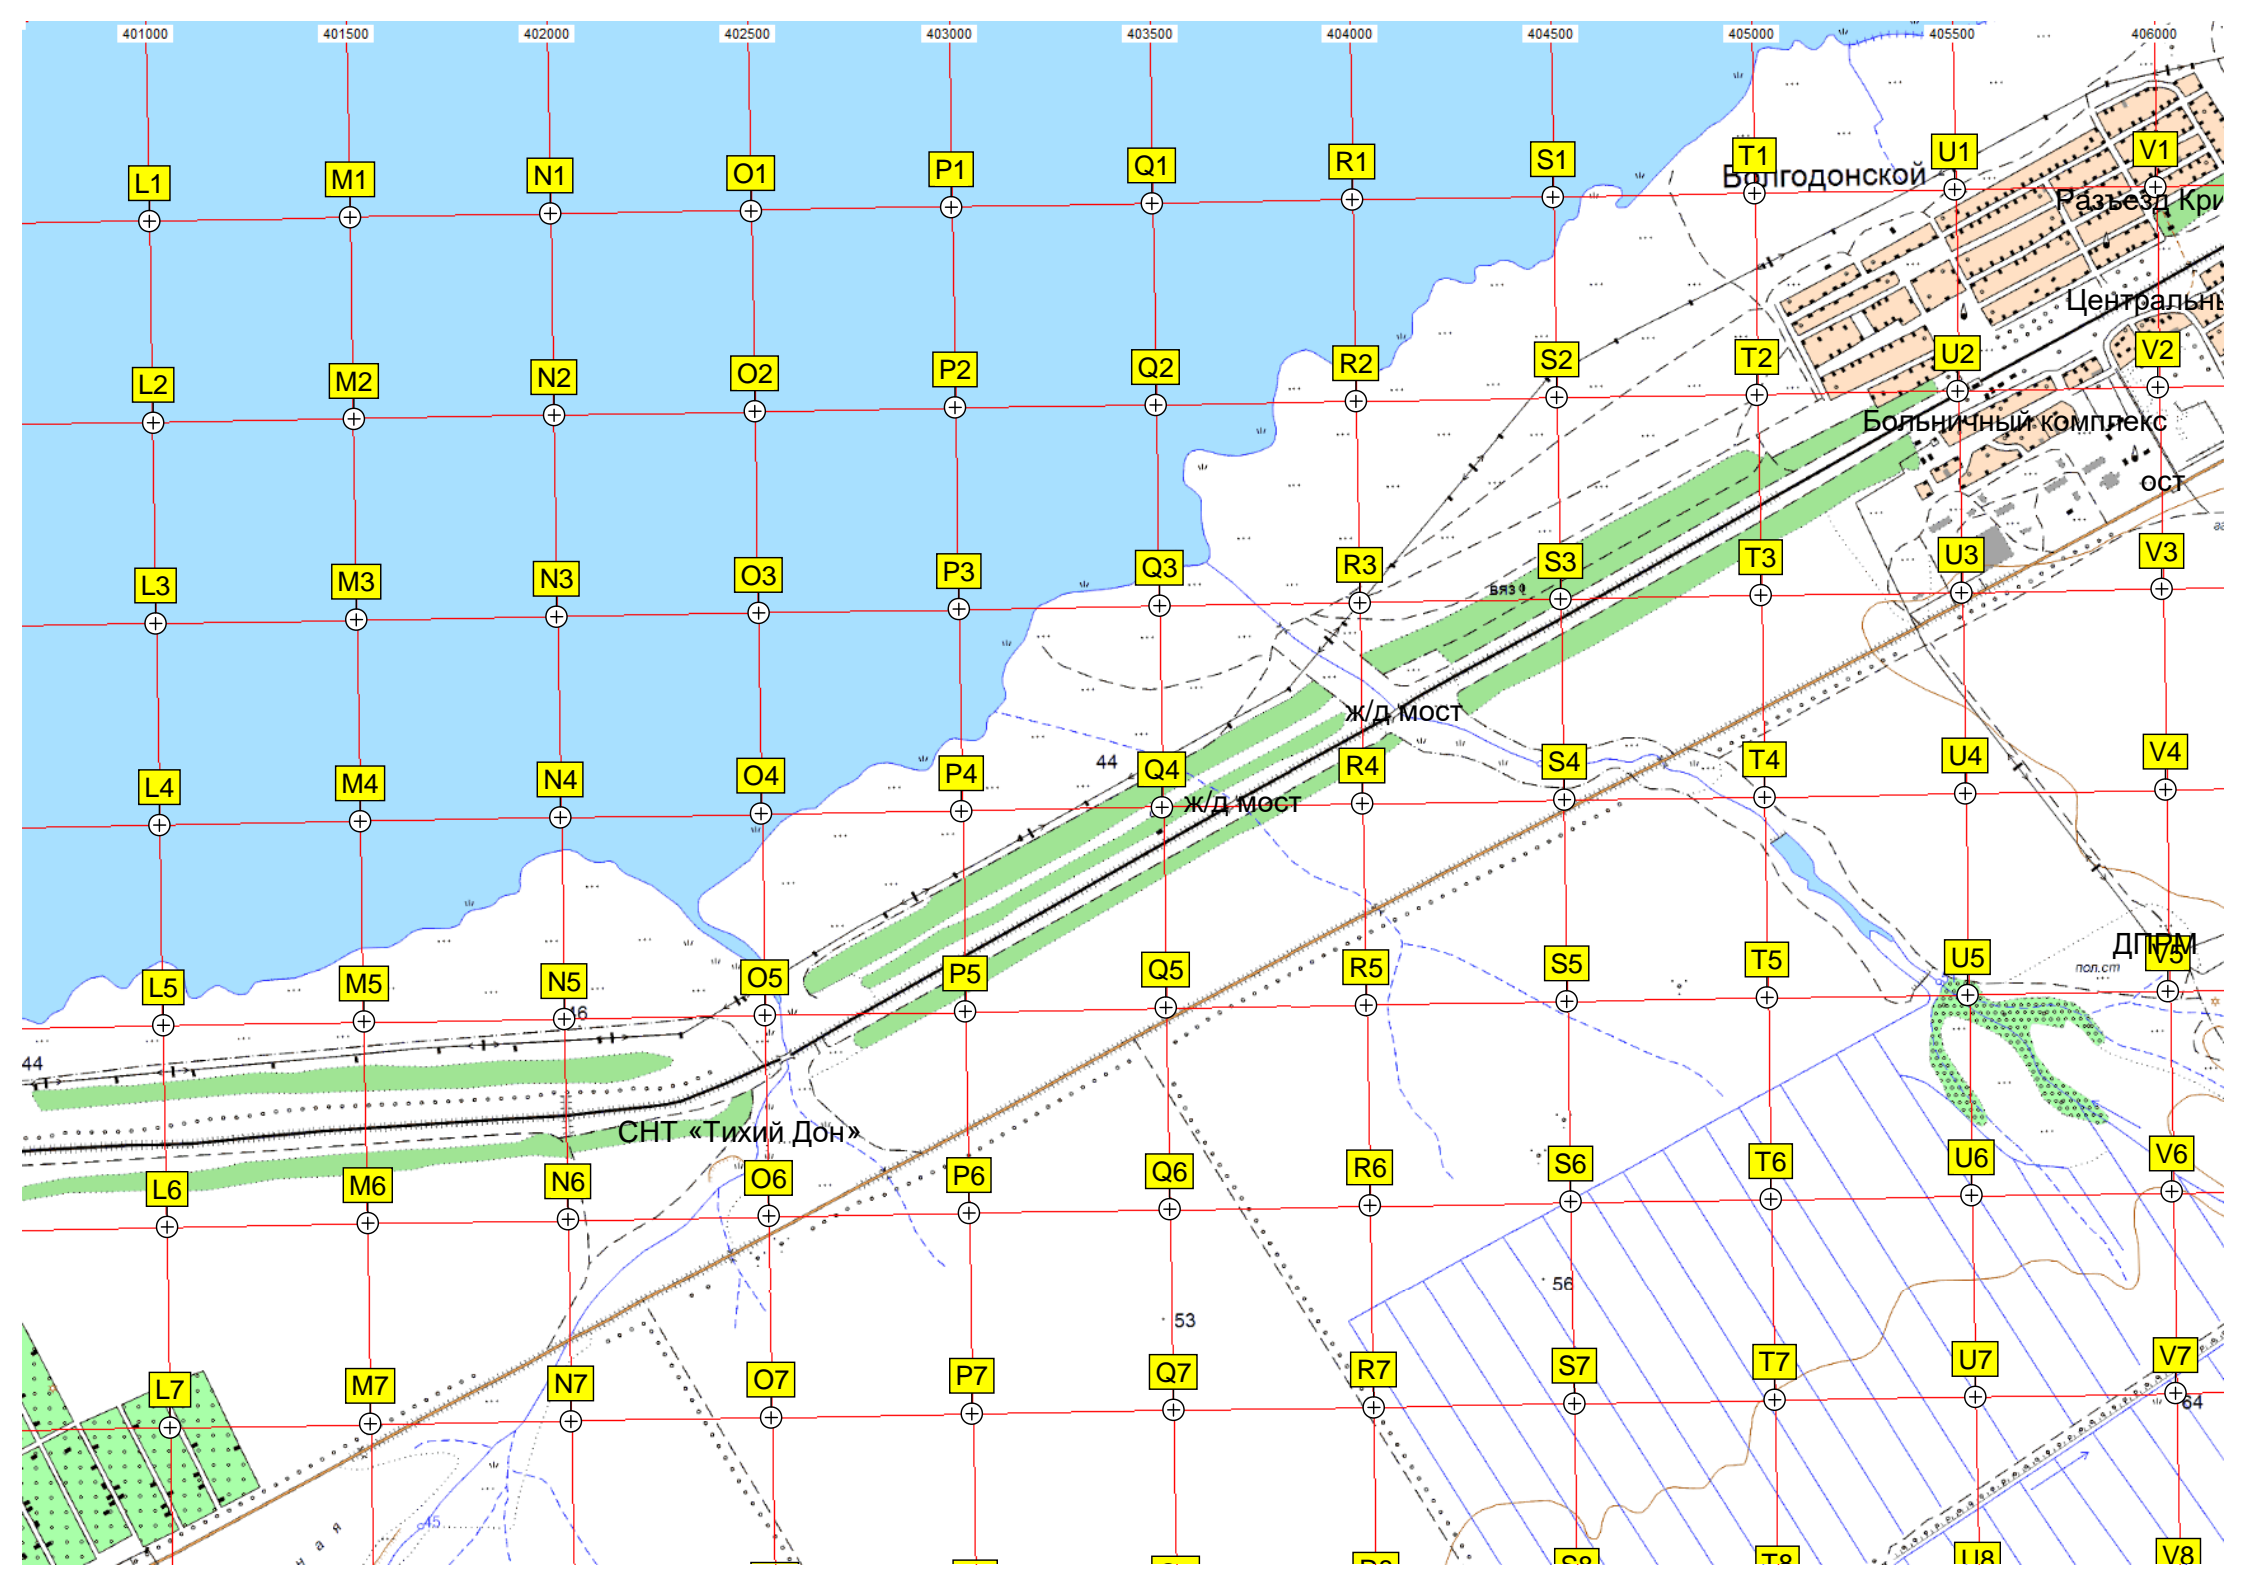 401000 401500 402000 402500 403000 403500 404000 404500 405000 405500 406000
L1 M1 N1 O1 P1 Q1 R1 S1 T1 U1 V1
Волгодонской
Разъезд Кри
Центральны
L2 M2 N2 O2 P2 Q2 R2 S2 T2 U2 V2
Больничный комплекс
ост
L3 M3 N3 O3 P3 Q3 R3 S3 T3 U3 V3
вяз
ж/д мост
44
L4 M4 N4 O4 P4 Q4 R4 S4 T4 U4 V4
ж/д мост
ДПРМ
пол.ст
L5 M5 N5 O5 P5 Q5 R5 S5 T5 U5 V5
46
44
СНТ «Тихий Дон»
L6 M6 N6 O6 P6 Q6 R6 S6 T6 U6 V6
56
53
L7 M7 N7 O7 P7 Q7 R7 S7 T7 U7 V7
64
45
н а я
S8 T8 U8 V8